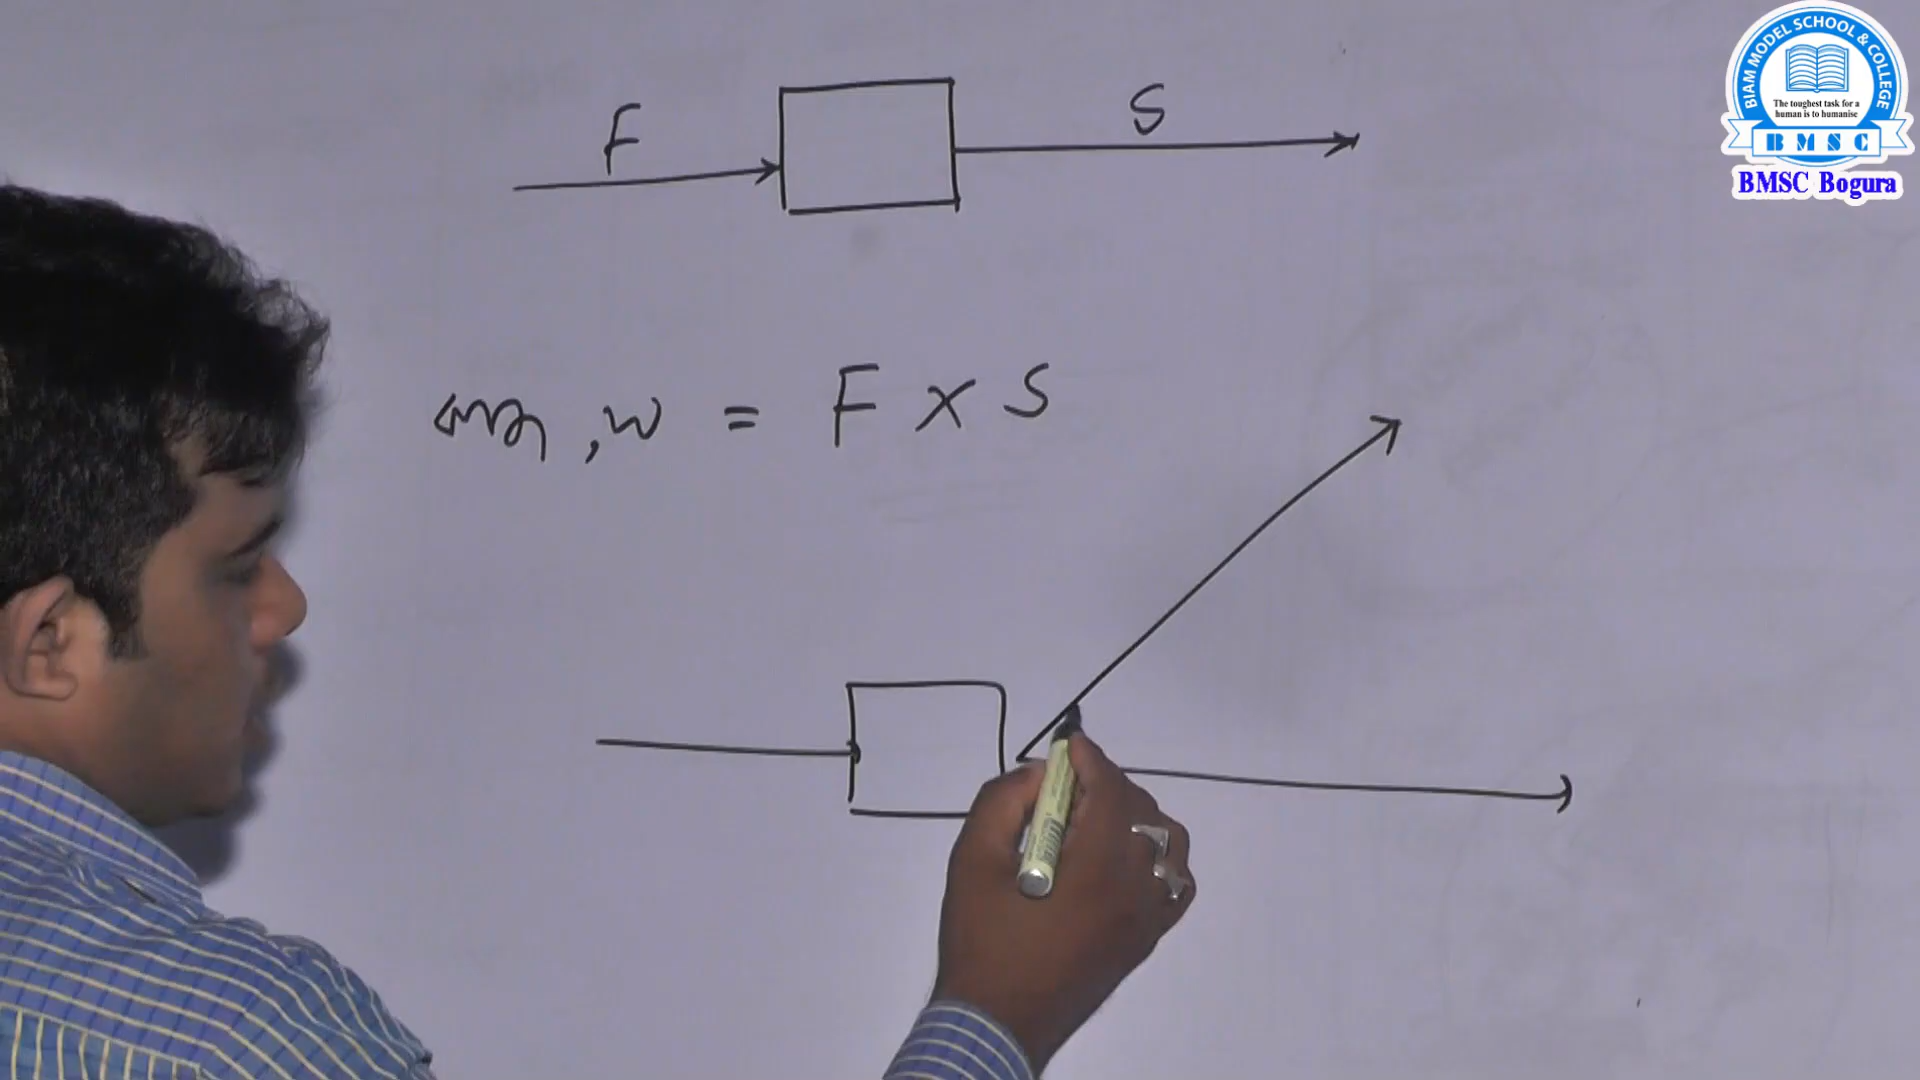 BIAM MODEL SCHOOL & COLLEGE
The toughest task for a
human is to humanise
BMSC
BMSC Bogura
F
S
কাজ, W = F × S